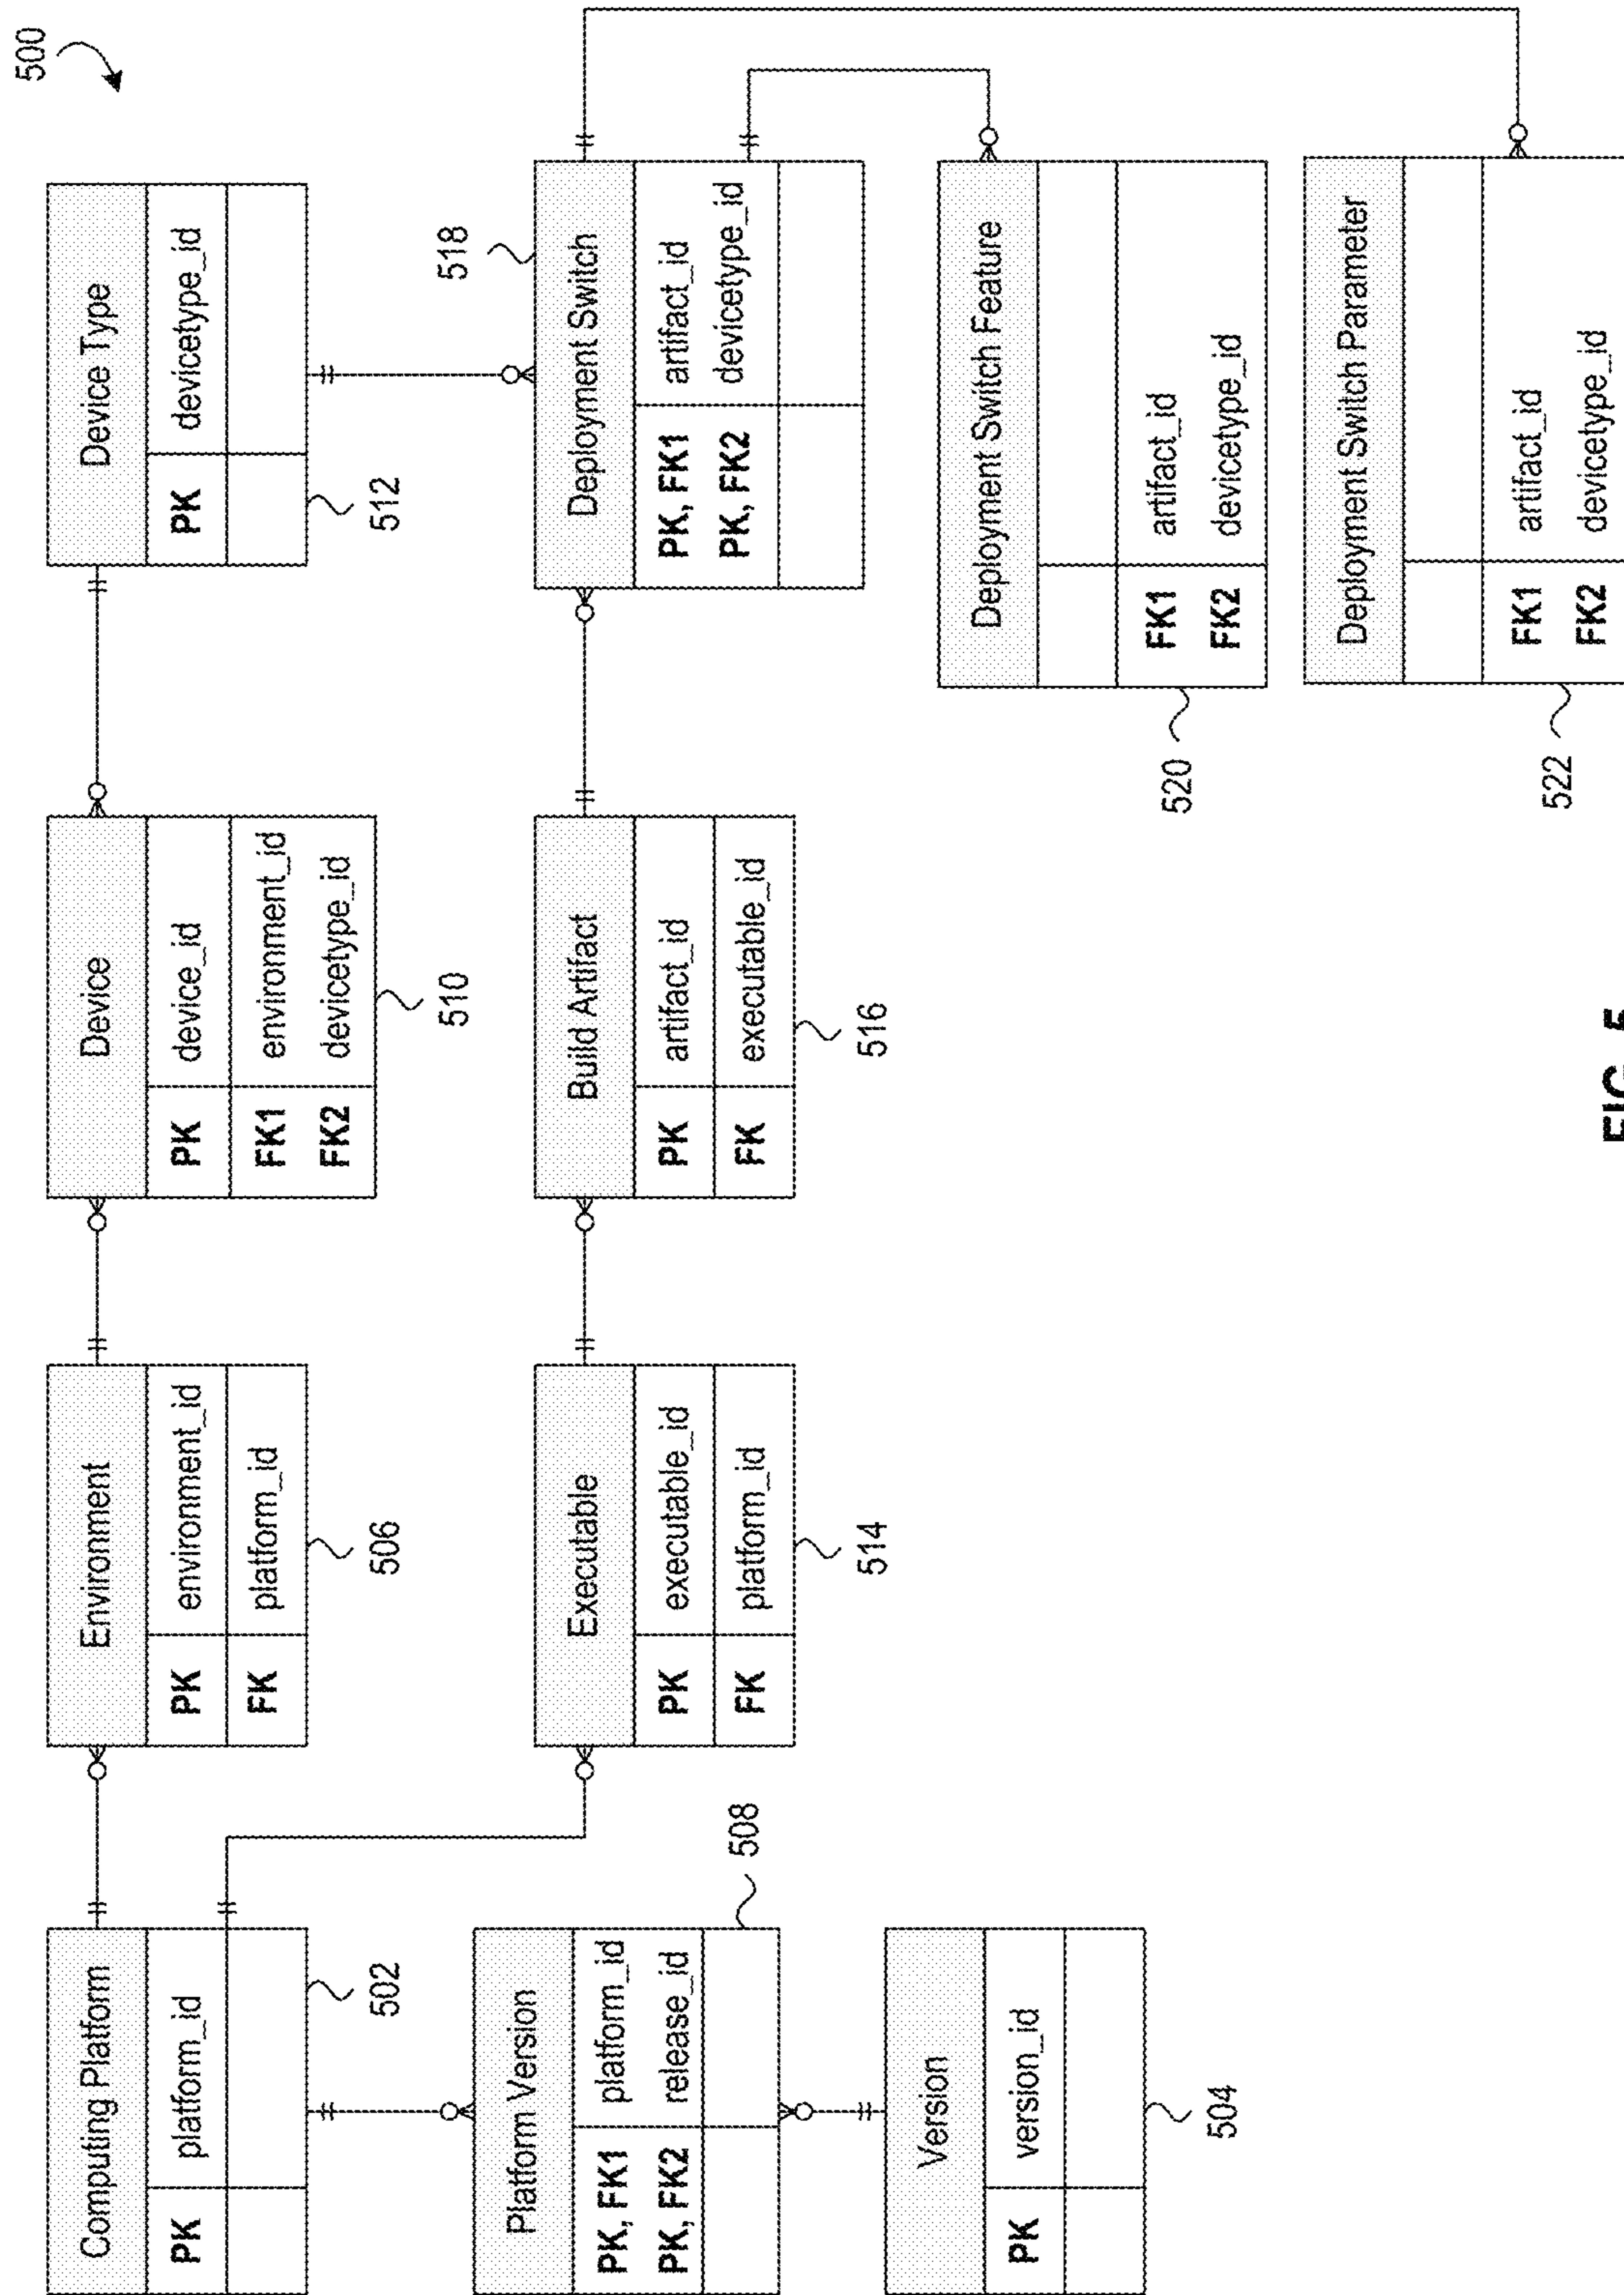 500
Computing Platform
PK platform_id
502
Environment
PK environment_id
FK platform_id
506
Device
PK device_id
FK1 environment_id
FK2 devicetype_id
510
Device Type
PK devicetype_id
512
Platform Version
PK, FK1 platform_id
PK, FK2 release_id
508
Executable
PK executable_id
FK platform_id
514
Build Artifact
PK artifact_id
FK executable_id
516
Deployment Switch
PK, FK1 artifact_id
PK, FK2 devicetype_id
518
Version
PK version_id
504
Deployment Switch Feature
FK1 artifact_id
FK2 devicetype_id
520
Deployment Switch Parameter
FK1 artifact_id
FK2 devicetype_id
522
FIG. 5